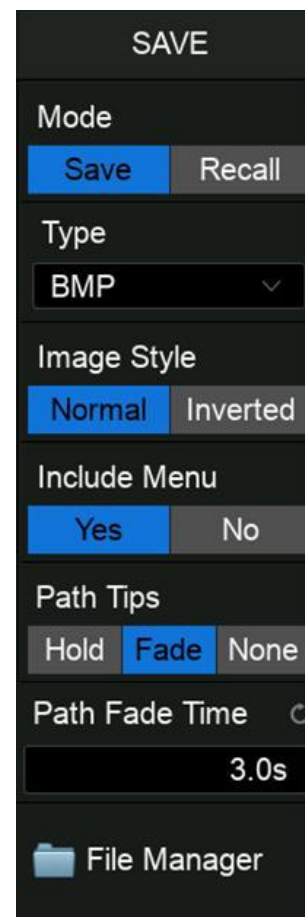 SAVE
Mode
Save Recall
Type
BMP
Image Style
Normal Inverted
Include Menu
Yes No
Path Tips
Hold Fade None
Path Fade Time
3.0s
File Manager